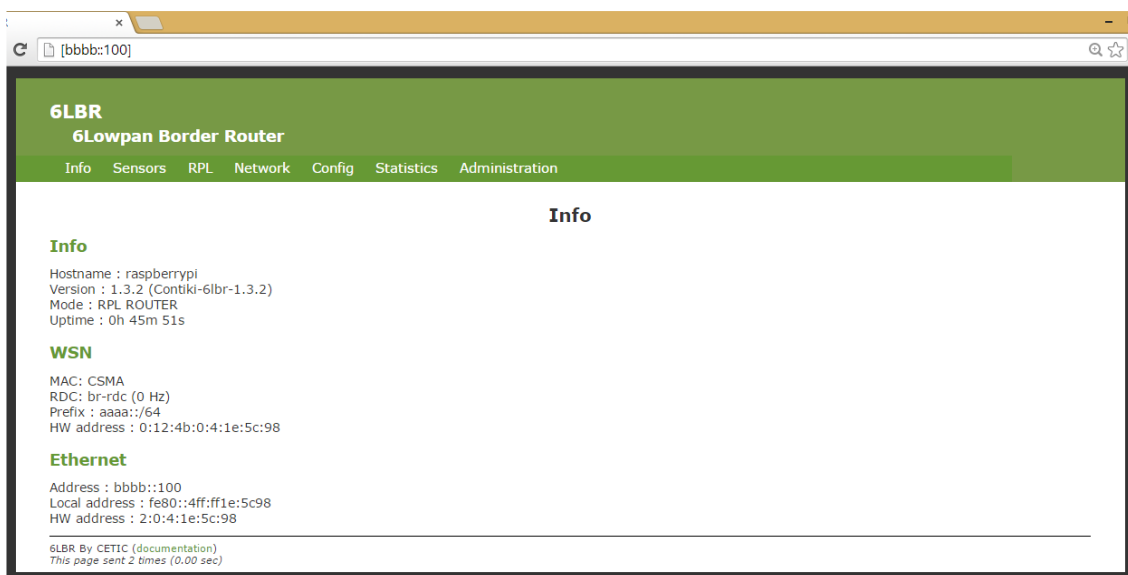 [bbbb::100]
6LBR
6Lowpan Border Router
Info Sensors RPL Network Config Statistics Administration
Info
Info
Hostname : raspberrypi
Version : 1.3.2 (Contiki-6lbr-1.3.2)
Mode : RPL ROUTER
Uptime : 0h 45m 51s
WSN
MAC: CSMA
RDC: br-rdc (0 Hz)
Prefix : aaaa::/64
HW address : 0:12:4b:0:4:1e:5c:98
Ethernet
Address : bbbb::100
Local address : fe80::4ff:ff1e:5c98
HW address : 2:0:4:1e:5c:98
6LBR By CETIC (documentation)
This page sent 2 times (0.00 sec)